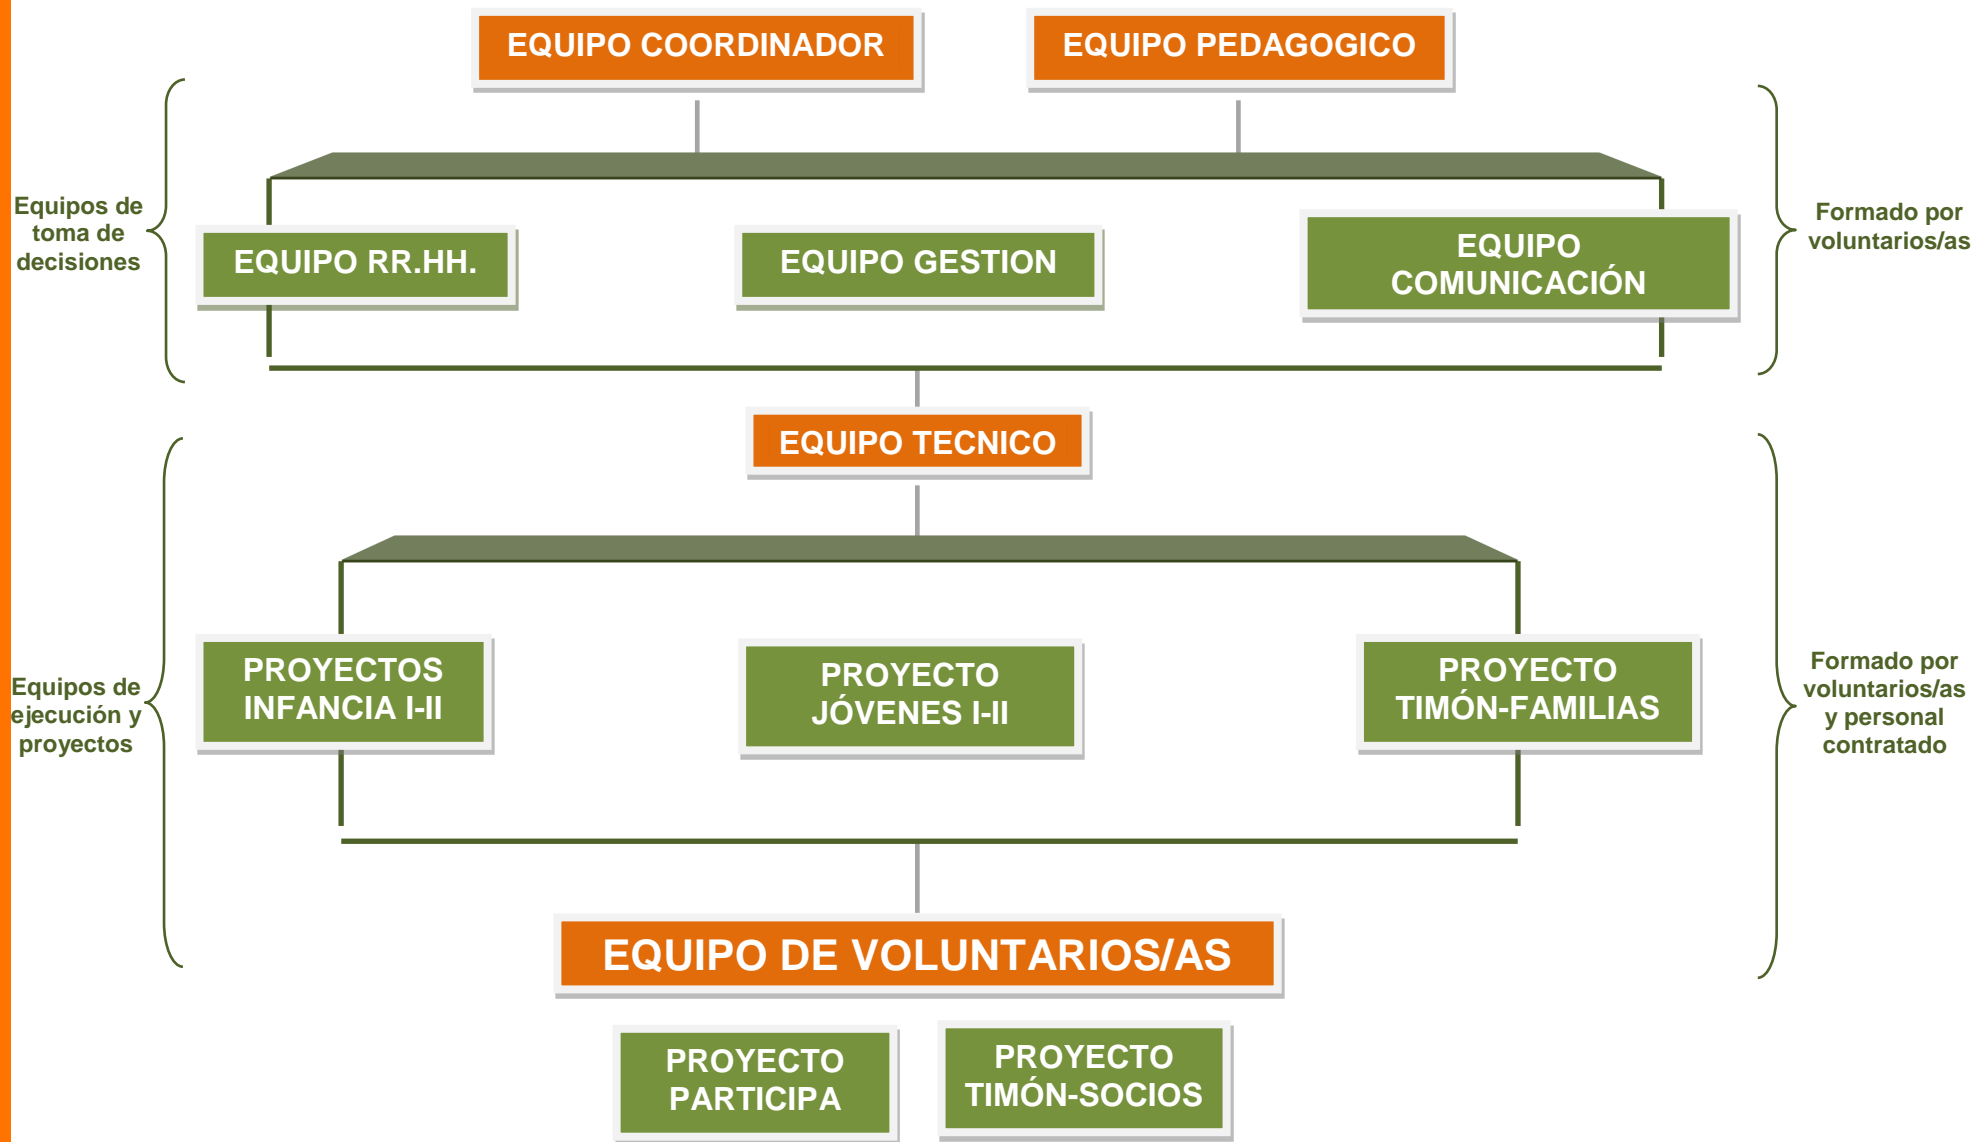 EQUIPO COORDINADOR
EQUIPO PEDAGOGICO
Equipos de
toma de
decisiones
EQUIPO RR.HH.
EQUIPO GESTION
EQUIPO
COMUNICACIÓN
Formado por
voluntarios/as
EQUIPO TECNICO
Equipos de
ejecución y
proyectos
PROYECTOS
INFANCIA I-II
PROYECTO
JÓVENES I-II
PROYECTO
TIMÓN-FAMILIAS
Formado por
voluntarios/as
y personal
contratado
EQUIPO DE VOLUNTARIOS/AS
PROYECTO
PARTICIPA
PROYECTO
TIMÓN-SOCIOS